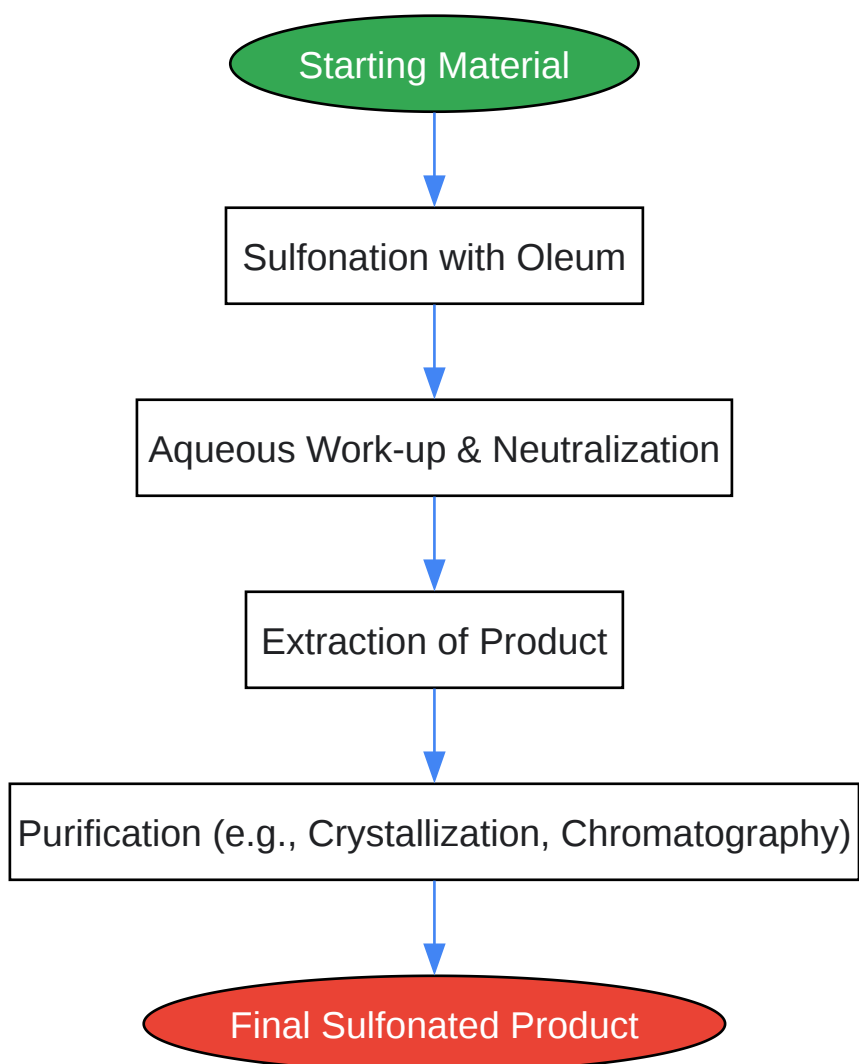 Starting Material
Sulfonation with Oleum
Aqueous Work-up & Neutralization
Extraction of Product
Purification (e.g., Crystallization, Chromatography)
Final Sulfonated Product